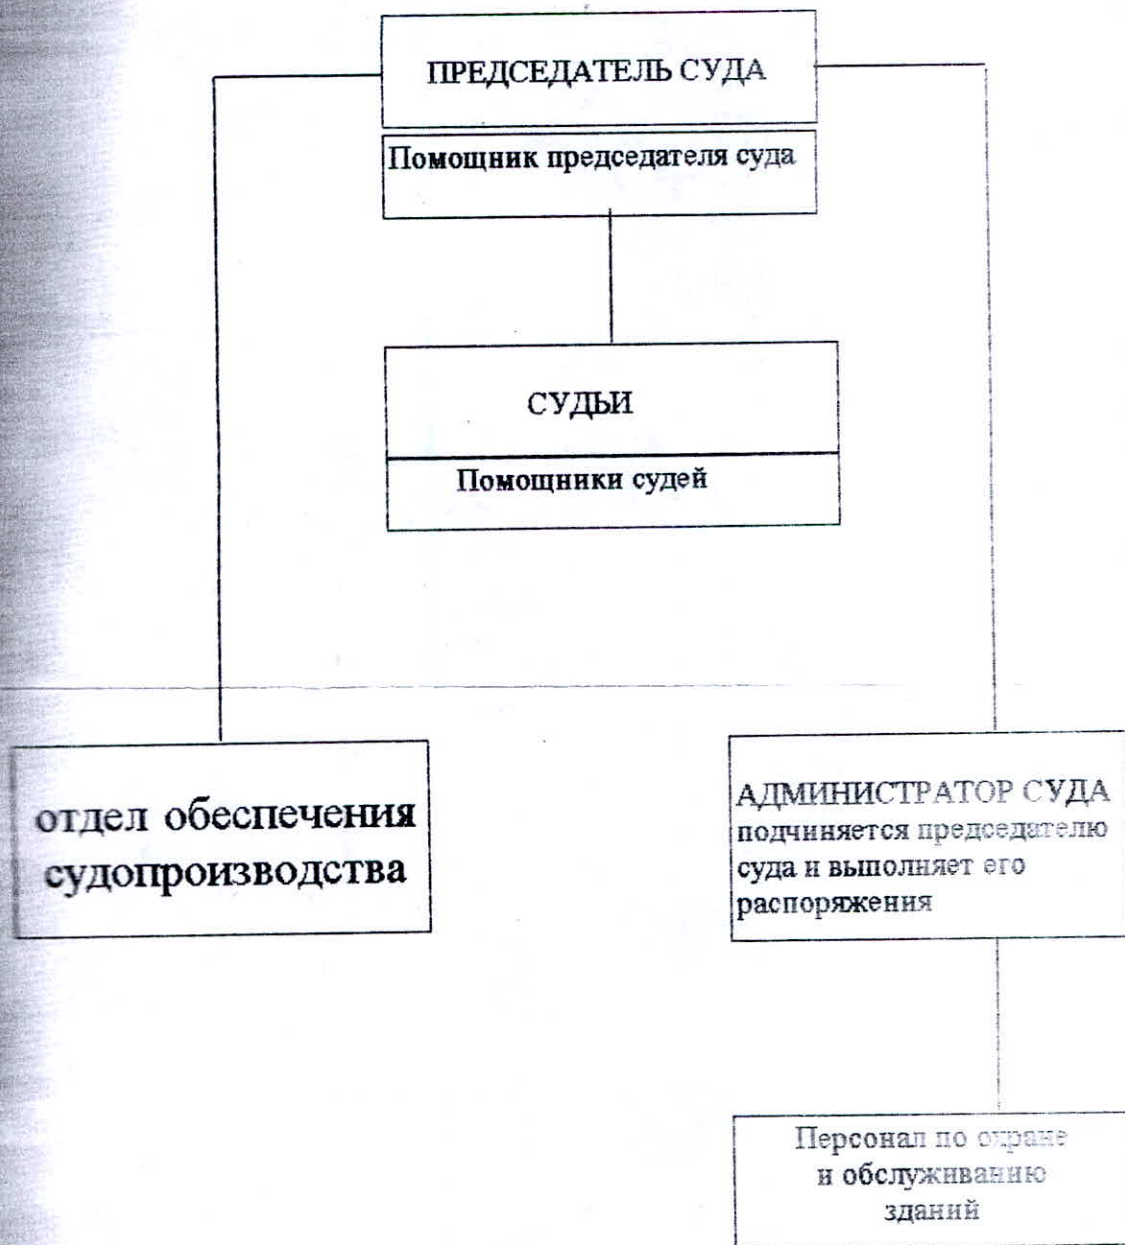 ПРЕДСЕДАТЕЛЬ СУДА
Помощник председателя суда
СУДЬИ
Помощники судей
отдел обеспечения
судопроизводства
АДМИНИСТРАТОР СУДА
подчиняется председателю
суда и выполняет его
распоряжения
Персонал по охране
и обслуживанию
зданий